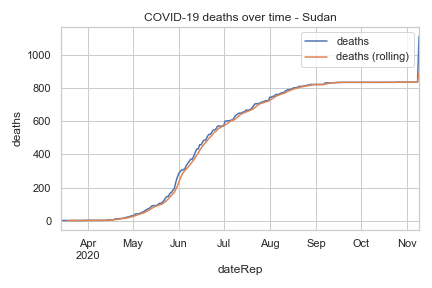 COVID-19 deaths over time - Sudan
deaths
deaths (rolling)
deaths
1000
800
600
400
200
0
Apr May Jun Jul Aug Sep Oct Nov
2020
dateRep